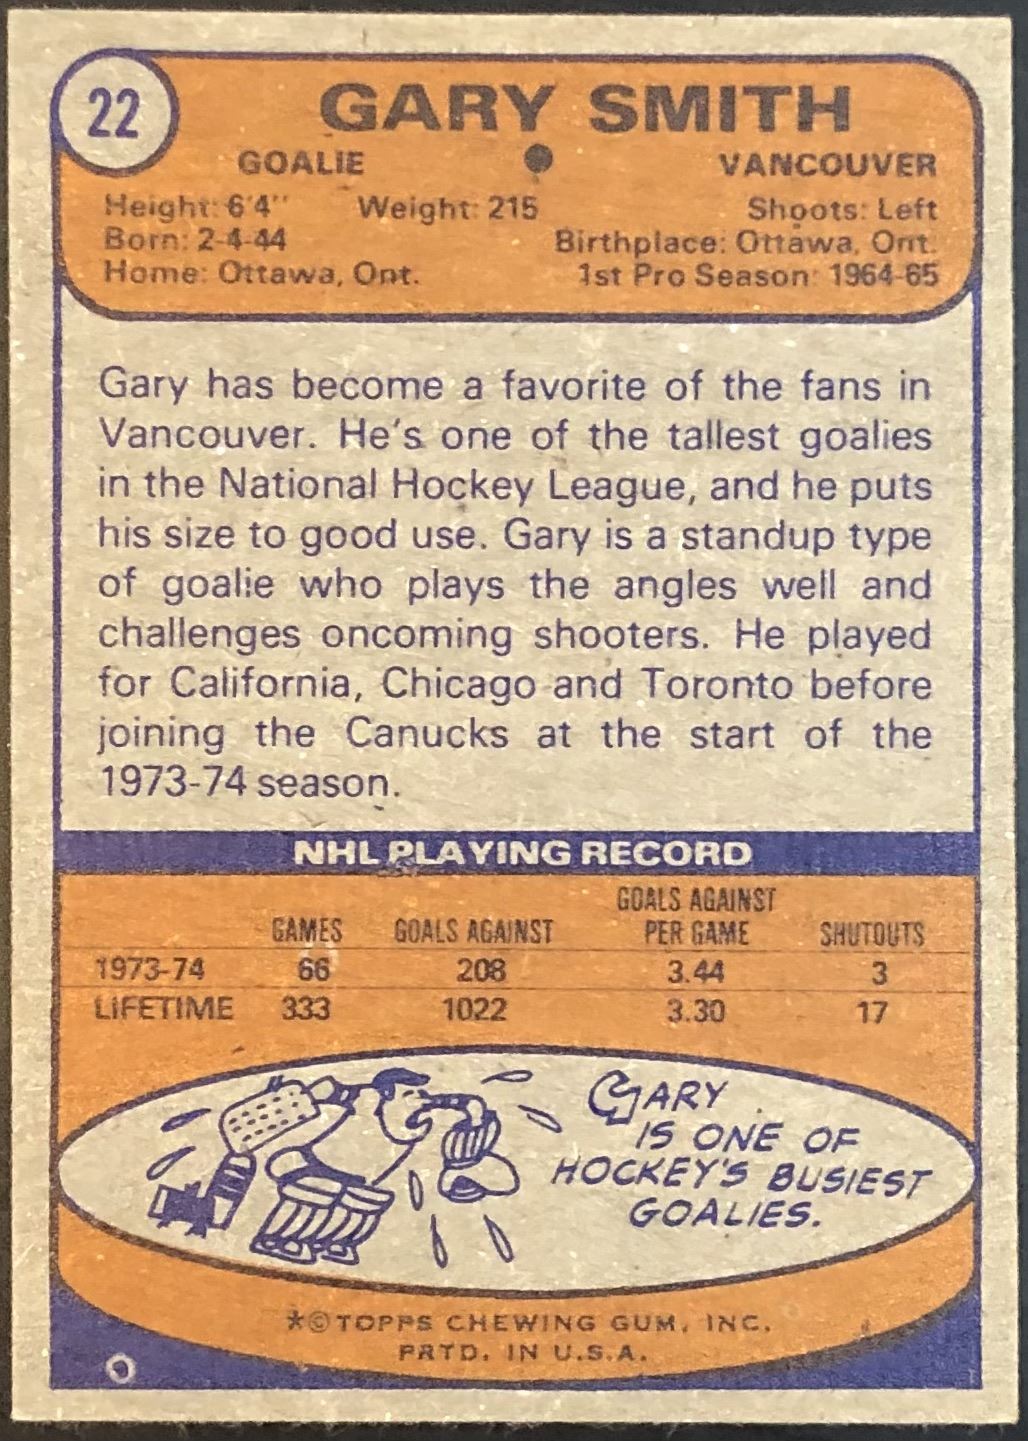 22
GARY SMITH
GOALIE ● VANCOUVER
Height: 6'4" Weight: 215 Shoots: Left
Born: 2-4-44 Birthplace: Ottawa, Ont.
Home: Ottawa, Ont. 1st Pro Season: 1964-65
Gary has become a favorite of the fans in
Vancouver. He's one of the tallest goalies
in the National Hockey League, and he puts
his size to good use. Gary is a standup type
of goalie who plays the angles well and
challenges oncoming shooters. He played
for California, Chicago and Toronto before
joining the Canucks at the start of the
1973-74 season.
NHL PLAYING RECORD
GAMES GOALS AGAINST GOALS AGAINST PER GAME SHUTOUTS
1973-74 66 208 3.44 3
LIFETIME 333 1022 3.30 17
GARY
IS ONE OF
HOCKEY'S BUSIEST
GOALIES.
*© TOPPS CHEWING GUM, INC.
PRTD. IN U.S.A.